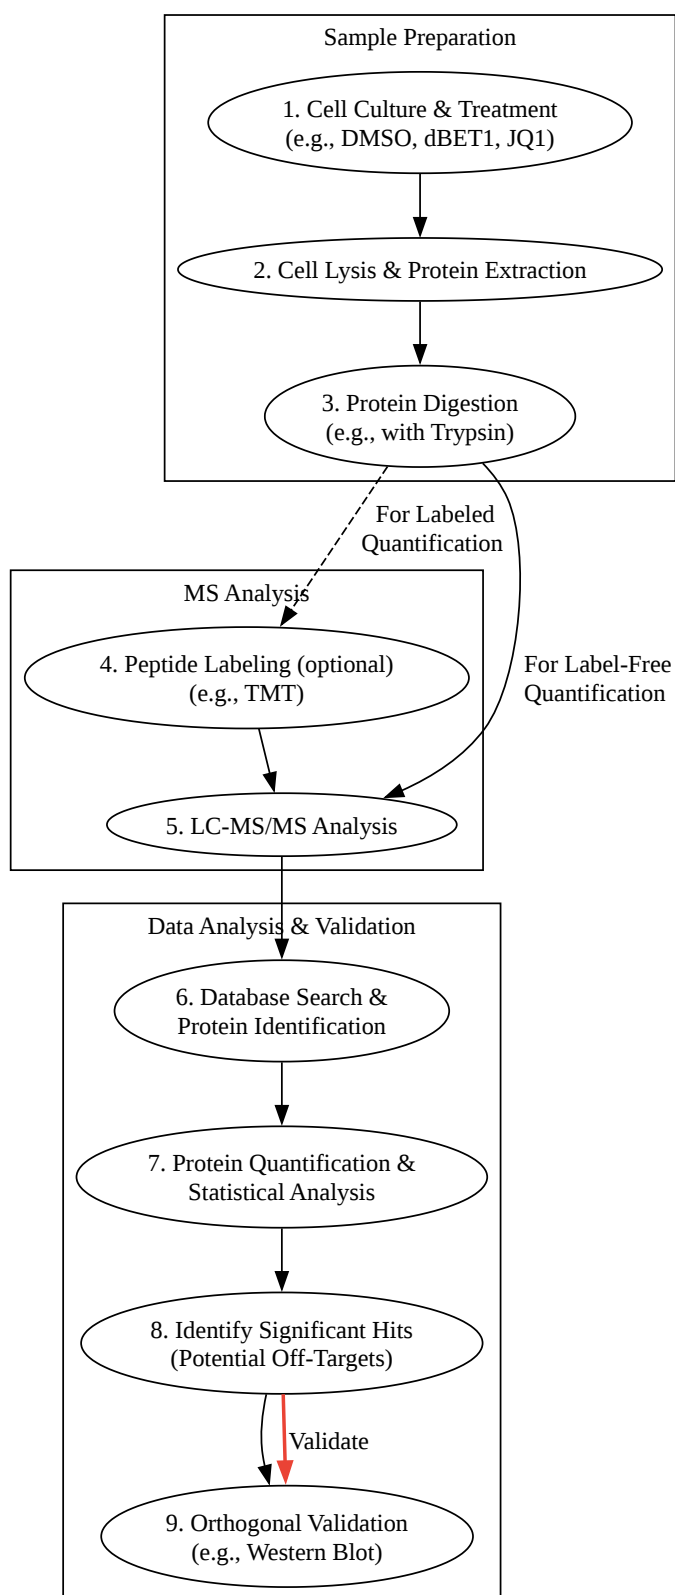 Sample Preparation
1. Cell Culture & Treatment
(e.g., DMSO, dBET1, JQ1)
2. Cell Lysis & Protein Extraction
3. Protein Digestion
(e.g., with Trypsin)
For Labeled
Quantification
MS Analysis
4. Peptide Labeling (optional)
(e.g., TMT)
For Label-Free
Quantification
5. LC-MS/MS Analysis
Data Analysis & Validation
6. Database Search &
Protein Identification
7. Protein Quantification &
Statistical Analysis
8. Identify Significant Hits
(Potential Off-Targets)
Validate
9. Orthogonal Validation
(e.g., Western Blot)